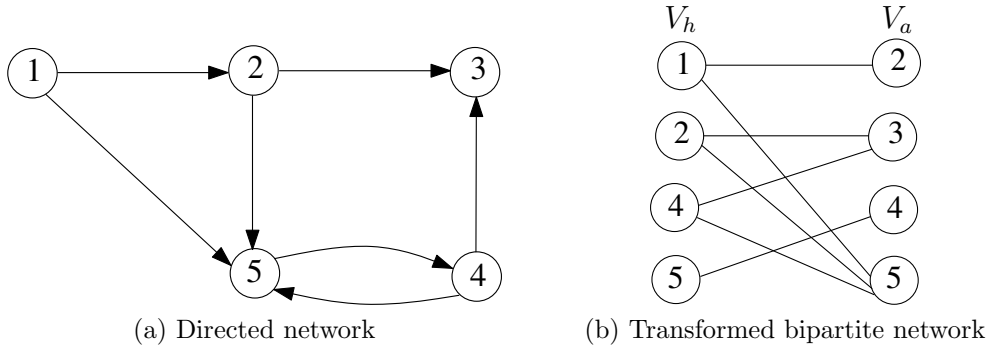 V_h V_a
1 2 3 1 2
2 3
4 4
5 4 5 5
(a) Directed network
(b) Transformed bipartite network